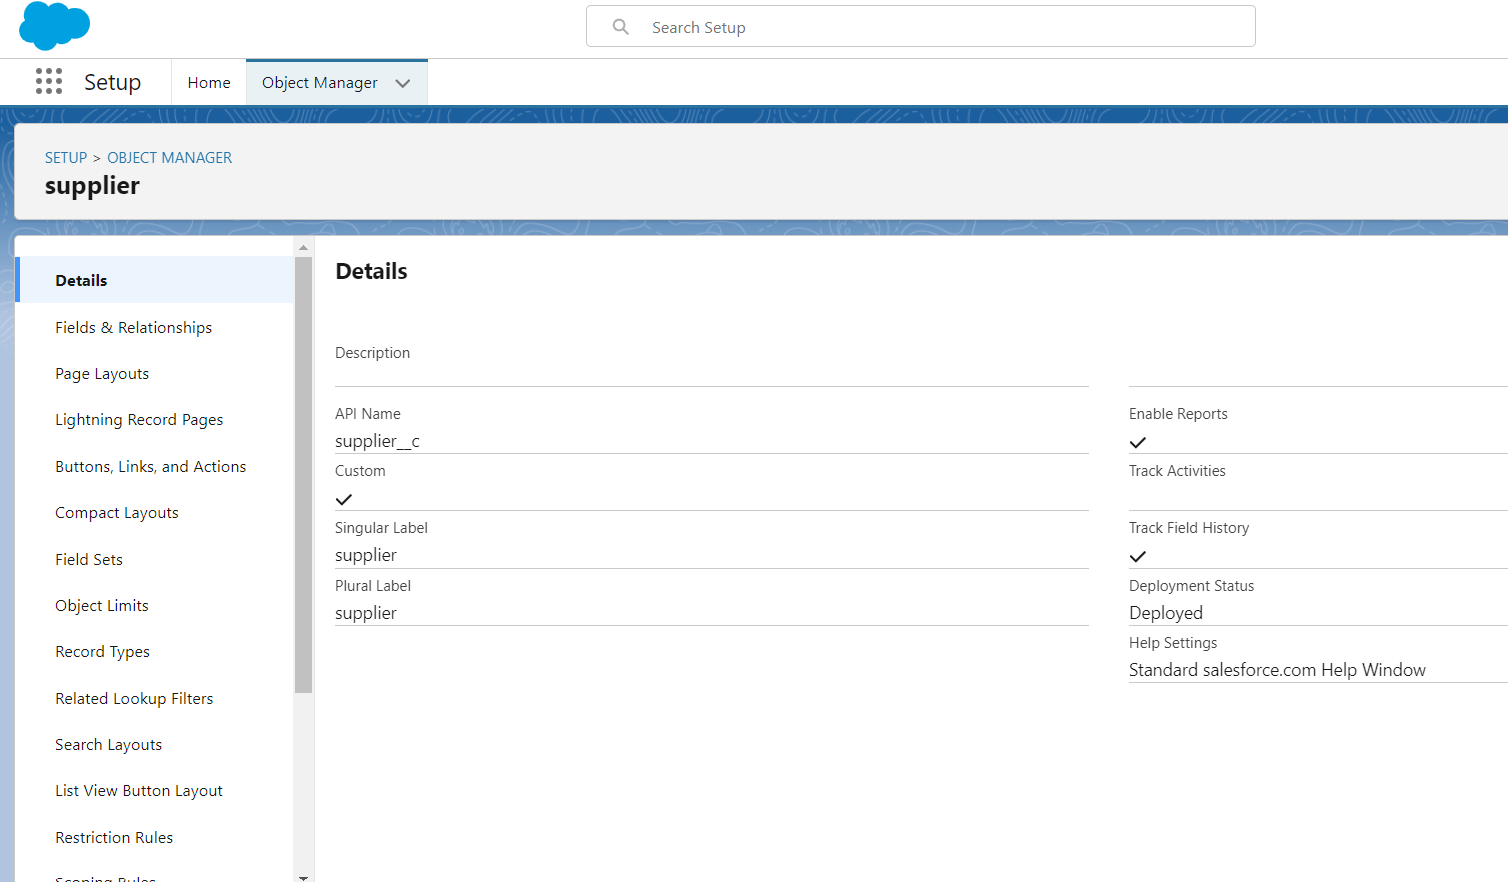 Search Setup
Setup
Home
Object Manager
SETUP > OBJECT MANAGER
supplier
Details
Fields & Relationships
Page Layouts
Lightning Record Pages
Buttons, Links, and Actions
Compact Layouts
Field Sets
Object Limits
Record Types
Related Lookup Filters
Search Layouts
List View Button Layout
Restriction Rules
Scoping Rules
Details
Description
API Name
supplier__c
Custom
Singular Label
supplier
Plural Label
supplier
Enable Reports
Track Activities
Track Field History
Deployment Status
Deployed
Help Settings
Standard salesforce.com Help Window